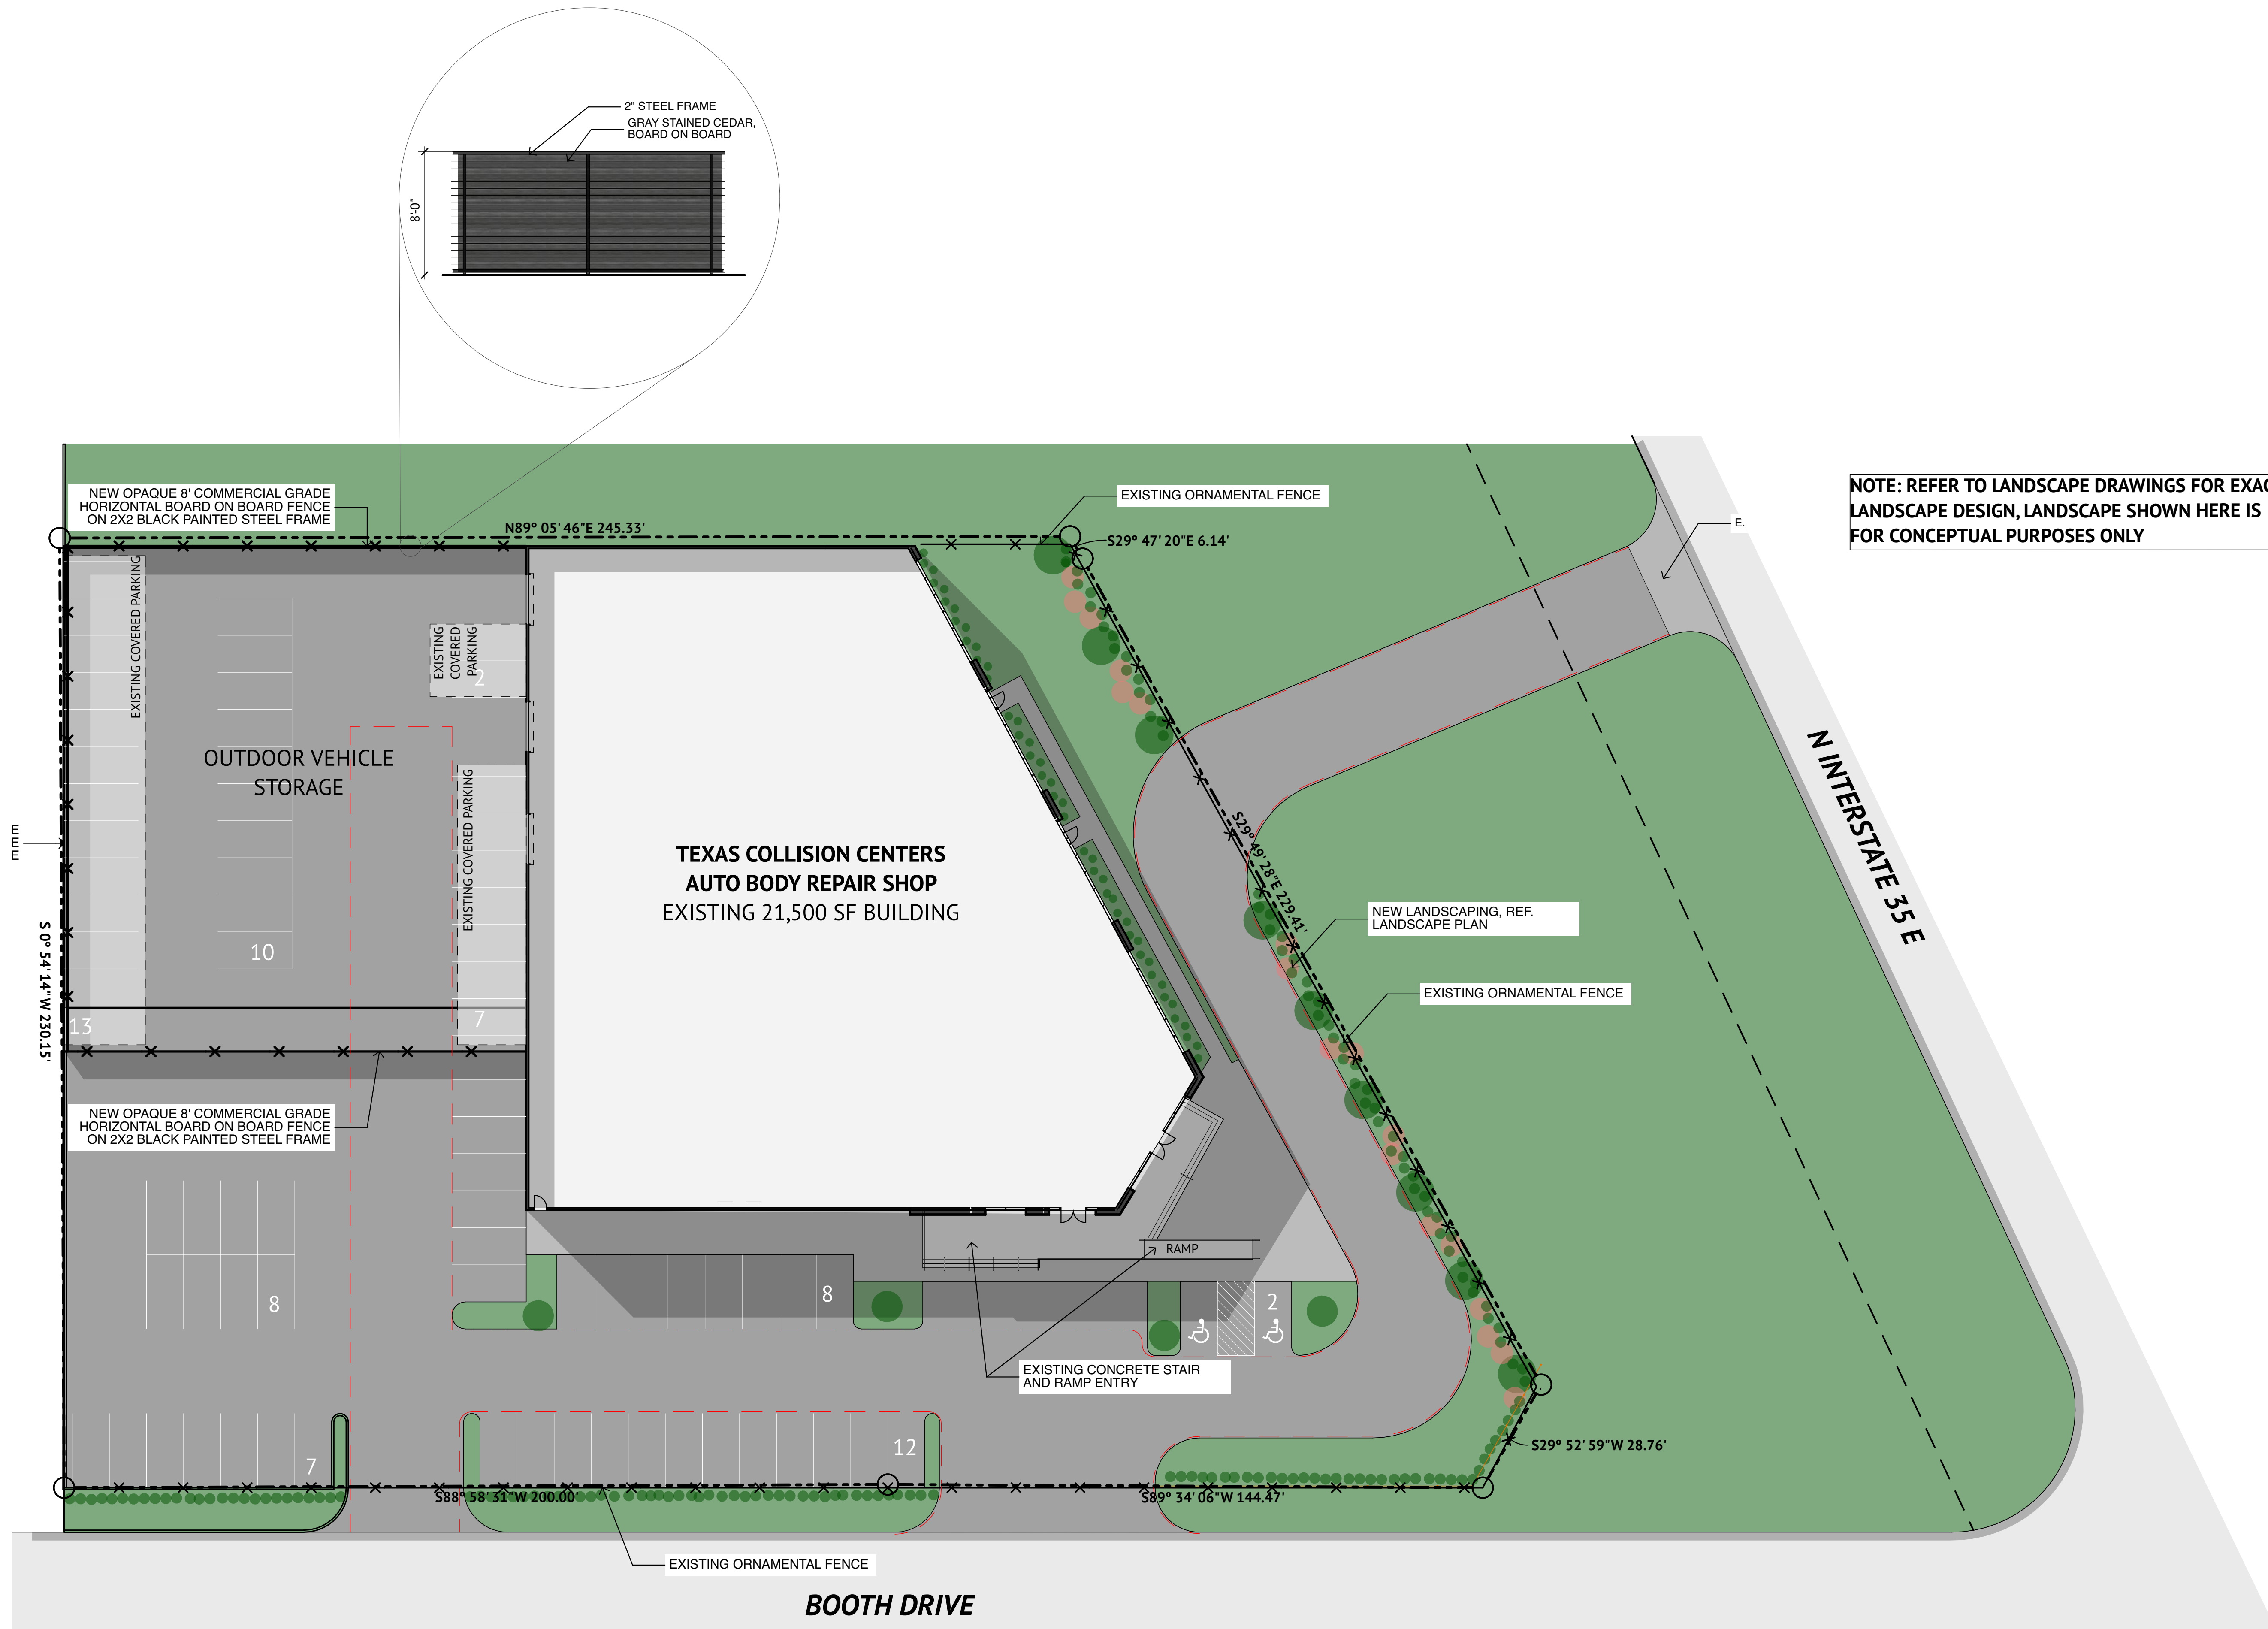 2" STEEL FRAME
GRAY STAINED CEDAR,
BOARD ON BOARD
8'-0"
NEW OPAQUE 8' COMMERCIAL GRADE
HORIZONTAL BOARD ON BOARD FENCE
ON 2X2 BLACK PAINTED STEEL FRAME
N89° 05' 46"E 245.33'
EXISTING ORNAMENTAL FENCE
S29° 47' 20"E 6.14'
E.
NOTE: REFER TO LANDSCAPE DRAWINGS FOR EXAC
LANDSCAPE DESIGN, LANDSCAPE SHOWN HERE IS
FOR CONCEPTUAL PURPOSES ONLY
EXISTING COVERED PARKING
EXISTING
COVERED
PARKING
2
OUTDOOR VEHICLE
STORAGE
EXISTING COVERED PARKING
10
13
7
S 0° 54' 14"W 230.15'
TEXAS COLLISION CENTERS
AUTO BODY REPAIR SHOP
EXISTING 21,500 SF BUILDING
S29° 49' 28"E 229.41'
N INTERSTATE 35 E
NEW LANDSCAPING, REF.
LANDSCAPE PLAN
EXISTING ORNAMENTAL FENCE
NEW OPAQUE 8' COMMERCIAL GRADE
HORIZONTAL BOARD ON BOARD FENCE
ON 2X2 BLACK PAINTED STEEL FRAME
RAMP
8
8
2
EXISTING CONCRETE STAIR
AND RAMP ENTRY
7
12
S29° 52' 59"W 28.76'
S88° 58' 31"W 200.00'
S89° 34' 06"W 144.47'
EXISTING ORNAMENTAL FENCE
BOOTH DRIVE